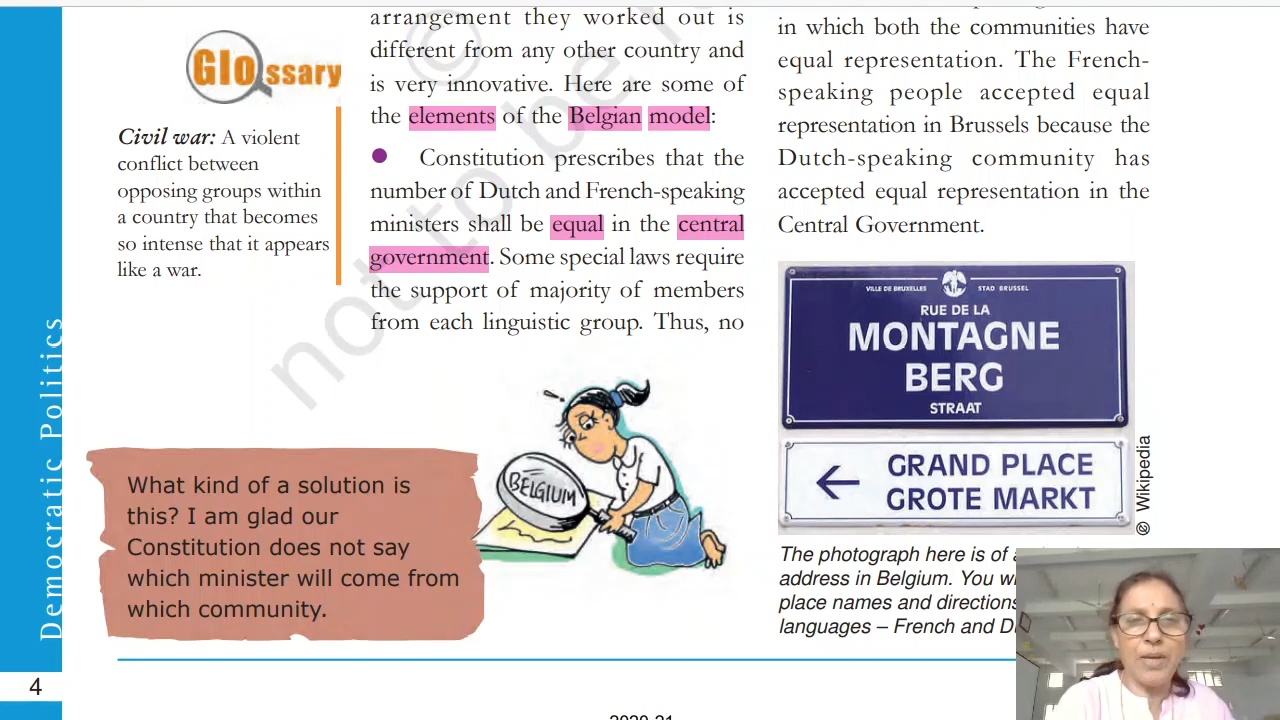 Glossary
Civil war: A violent
conflict between
opposing groups within
a country that becomes
so intense that it appears
like a war.
arrangement they worked out is
different from any other country and
is very innovative. Here are some of
the elements of the Belgian model:
● Constitution prescribes that the
number of Dutch and French-speaking
ministers shall be equal in the central
government. Some special laws require
the support of majority of members
from each linguistic group. Thus, no
BELGIUM
What kind of a solution is
this? I am glad our
Constitution does not say
which minister will come from
which community.
in which both the communities have
equal representation. The French-
speaking people accepted equal
representation in Brussels because the
Dutch-speaking community has
accepted equal representation in the
Central Government.
VILLE DE BRUXELLES STAD BRUSSEL
RUE DE LA
MONTAGNE
BERG
STRAAT
← GRAND PLACE
GROTE MARKT
© Wikipedia
The photograph here is of a
address in Belgium. You
place names and directions
languages – French and
Democratic Politics
4
© not to be